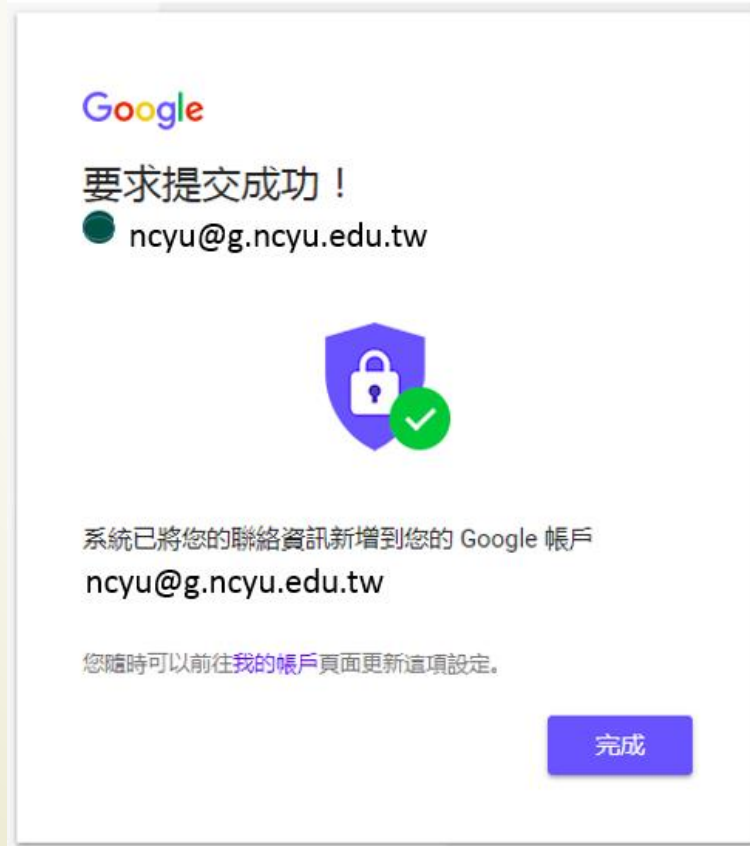 Google
要求提交成功！
ncyu@g.ncyu.edu.tw
系統已將您的聯絡資訊新增到您的 Google 帳戶
ncyu@g.ncyu.edu.tw
您隨時可以前往我的帳戶頁面更新這項設定。
完成